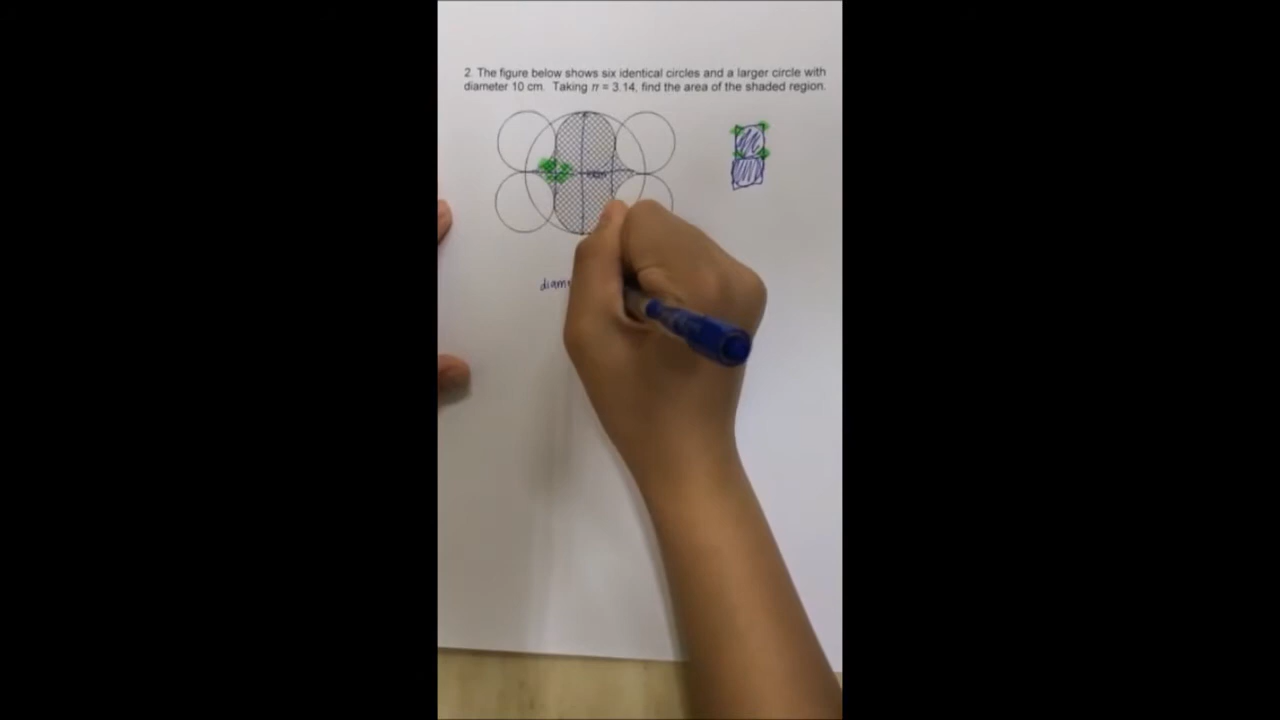 2. The figure below shows six identical circles and a larger circle with
diameter 10 cm. Taking π = 3.14, find the area of the shaded region.